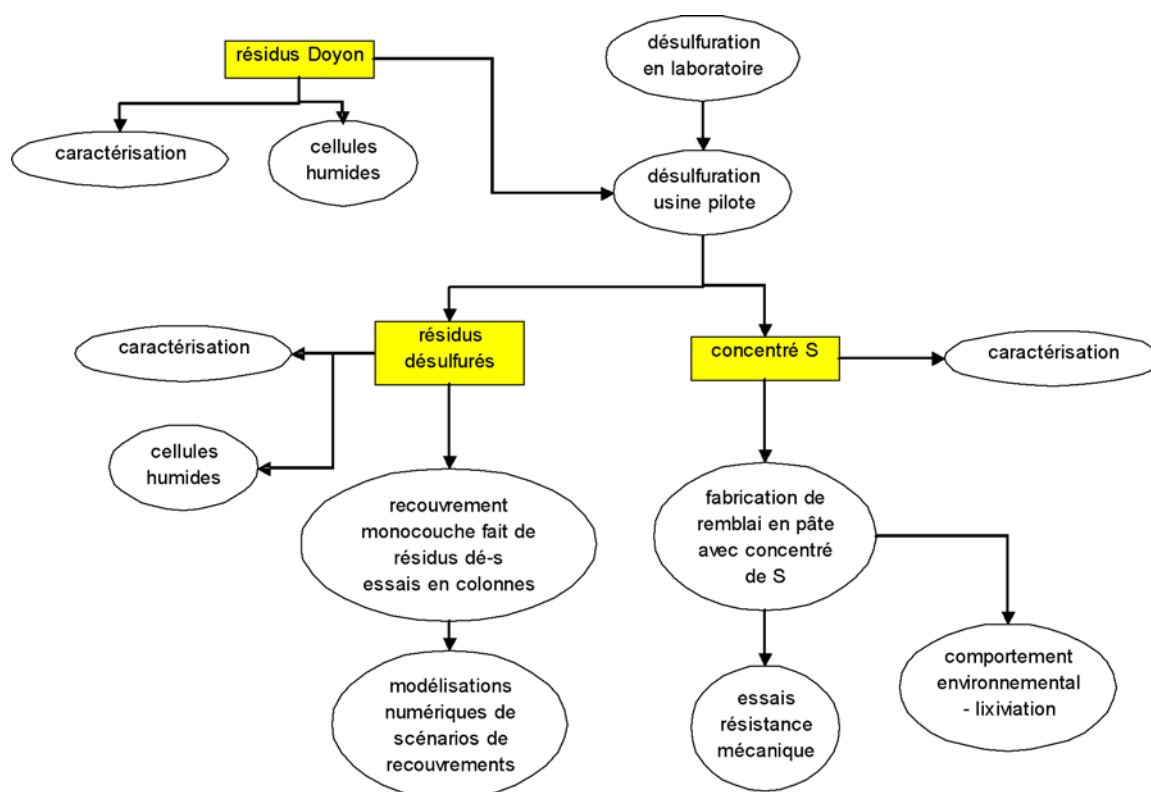 résidus Doyon
désulfuration
en laboratoire
caractérisation
cellules
humides
désulfuration
usine pilote
caractérisation
résidus
désulfurés
concentré S
caractérisation
cellules
humides
recouvrement
monocouche fait de
résidus dé-s
essais en colonnes
fabrication de
remblai en pâte
avec concentré
de S
modélisations
numériques de
scénarios de
recouvrements
essais
résistance
mécanique
comportement
environnemental
- lixiviation